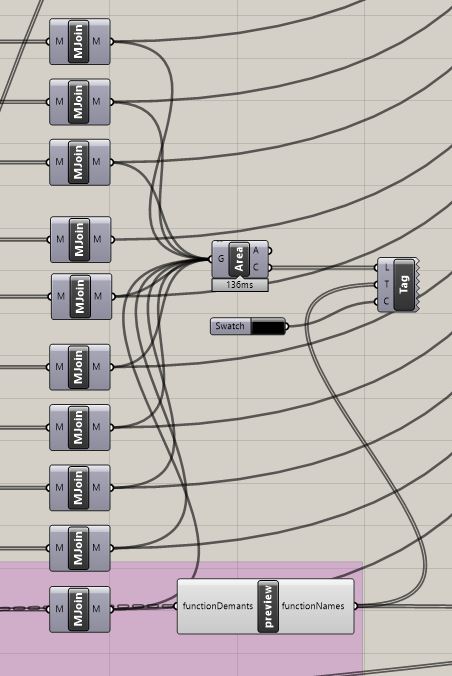 M MJoin M
M MJoin M
M MJoin M
M MJoin M
G Area A
C
136ms
L
T Tag
C
M MJoin M
Swatch
M MJoin M
M MJoin M
M MJoin M
M MJoin M
M MJoin M
functionDemants preview functionNames